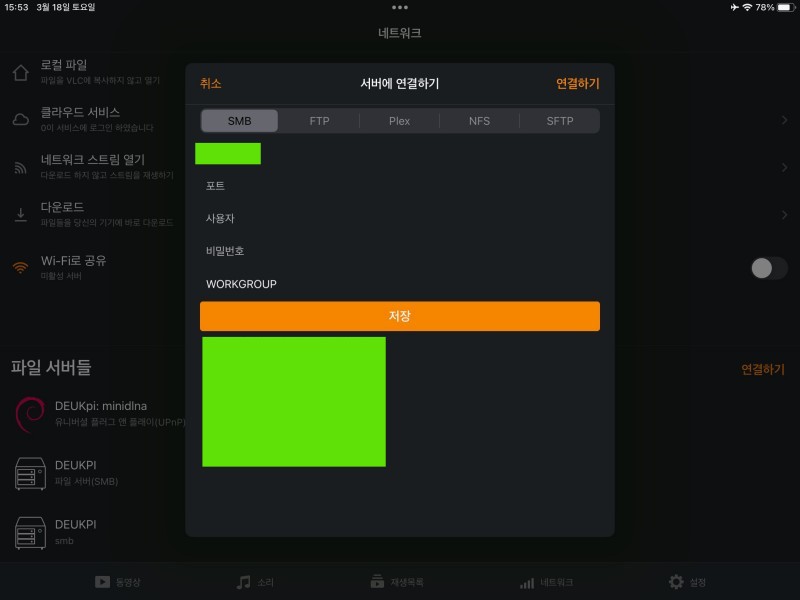 15:53 3월 18일 토요일
78%
네트워크
로컬 파일
파일을 VLC에 복사하지 않고 열기
클라우드 서비스
0이 서비스에 로그인 하였습니다
네트워크 스트림 열기
다운로드 하지 않고 스트림을 재생하기
다운로드
파일들을 당신의 기기에 바로 다운로드
Wi-Fi로 공유
미활성 서버
취소
서버에 연결하기
연결하기
SMB
FTP
Plex
NFS
SFTP
포트
사용자
비밀번호
WORKGROUP
저장
파일 서버들
연결하기
DEUKpi: minidlna
유니버설 플러그 앤 플레이(UPnP)
DEUKPI
파일 서버(SMB)
DEUKPI
smb
동영상
소리
재생목록
네트워크
설정